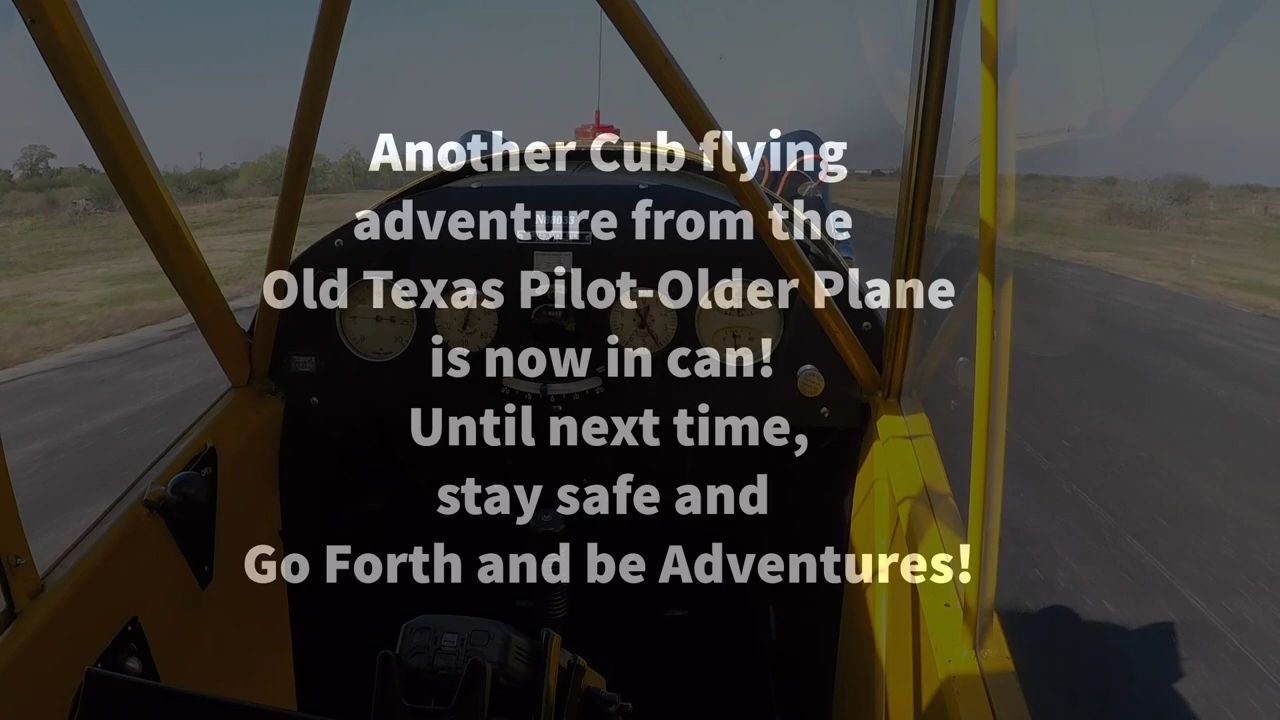 Another Cub flying
adventure from the
Old Texas Pilot-Older Plane
is now in can!
Until next time,
stay safe and
Go Forth and be Adventures!